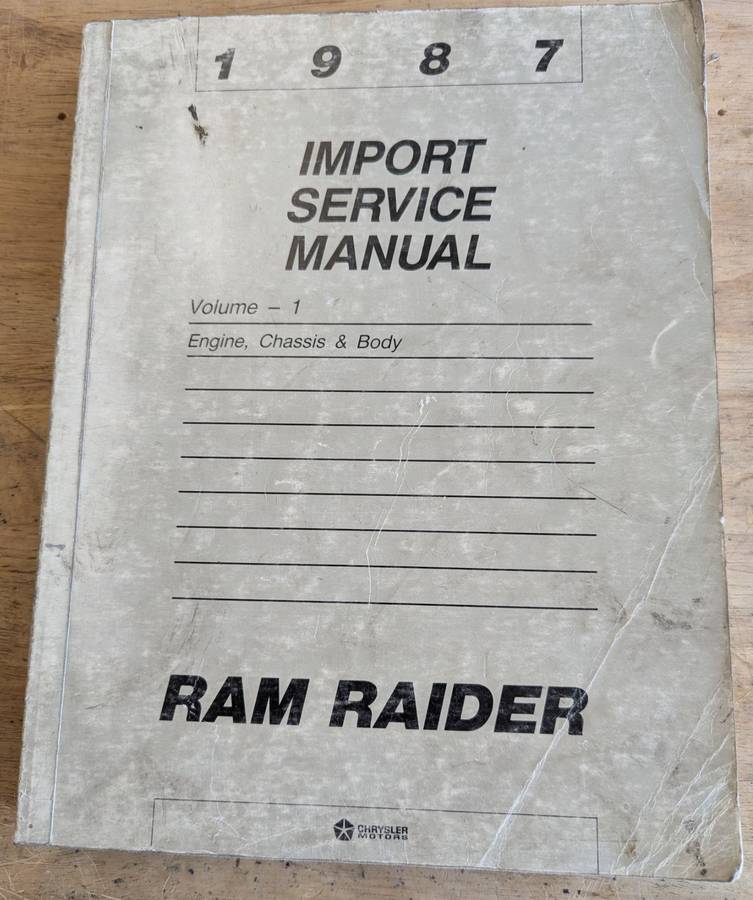 1 9 8 7
IMPORT
SERVICE
MANUAL
Volume – 1
Engine, Chassis & Body
RAM RAIDER
CHRYSLER
MOTORS